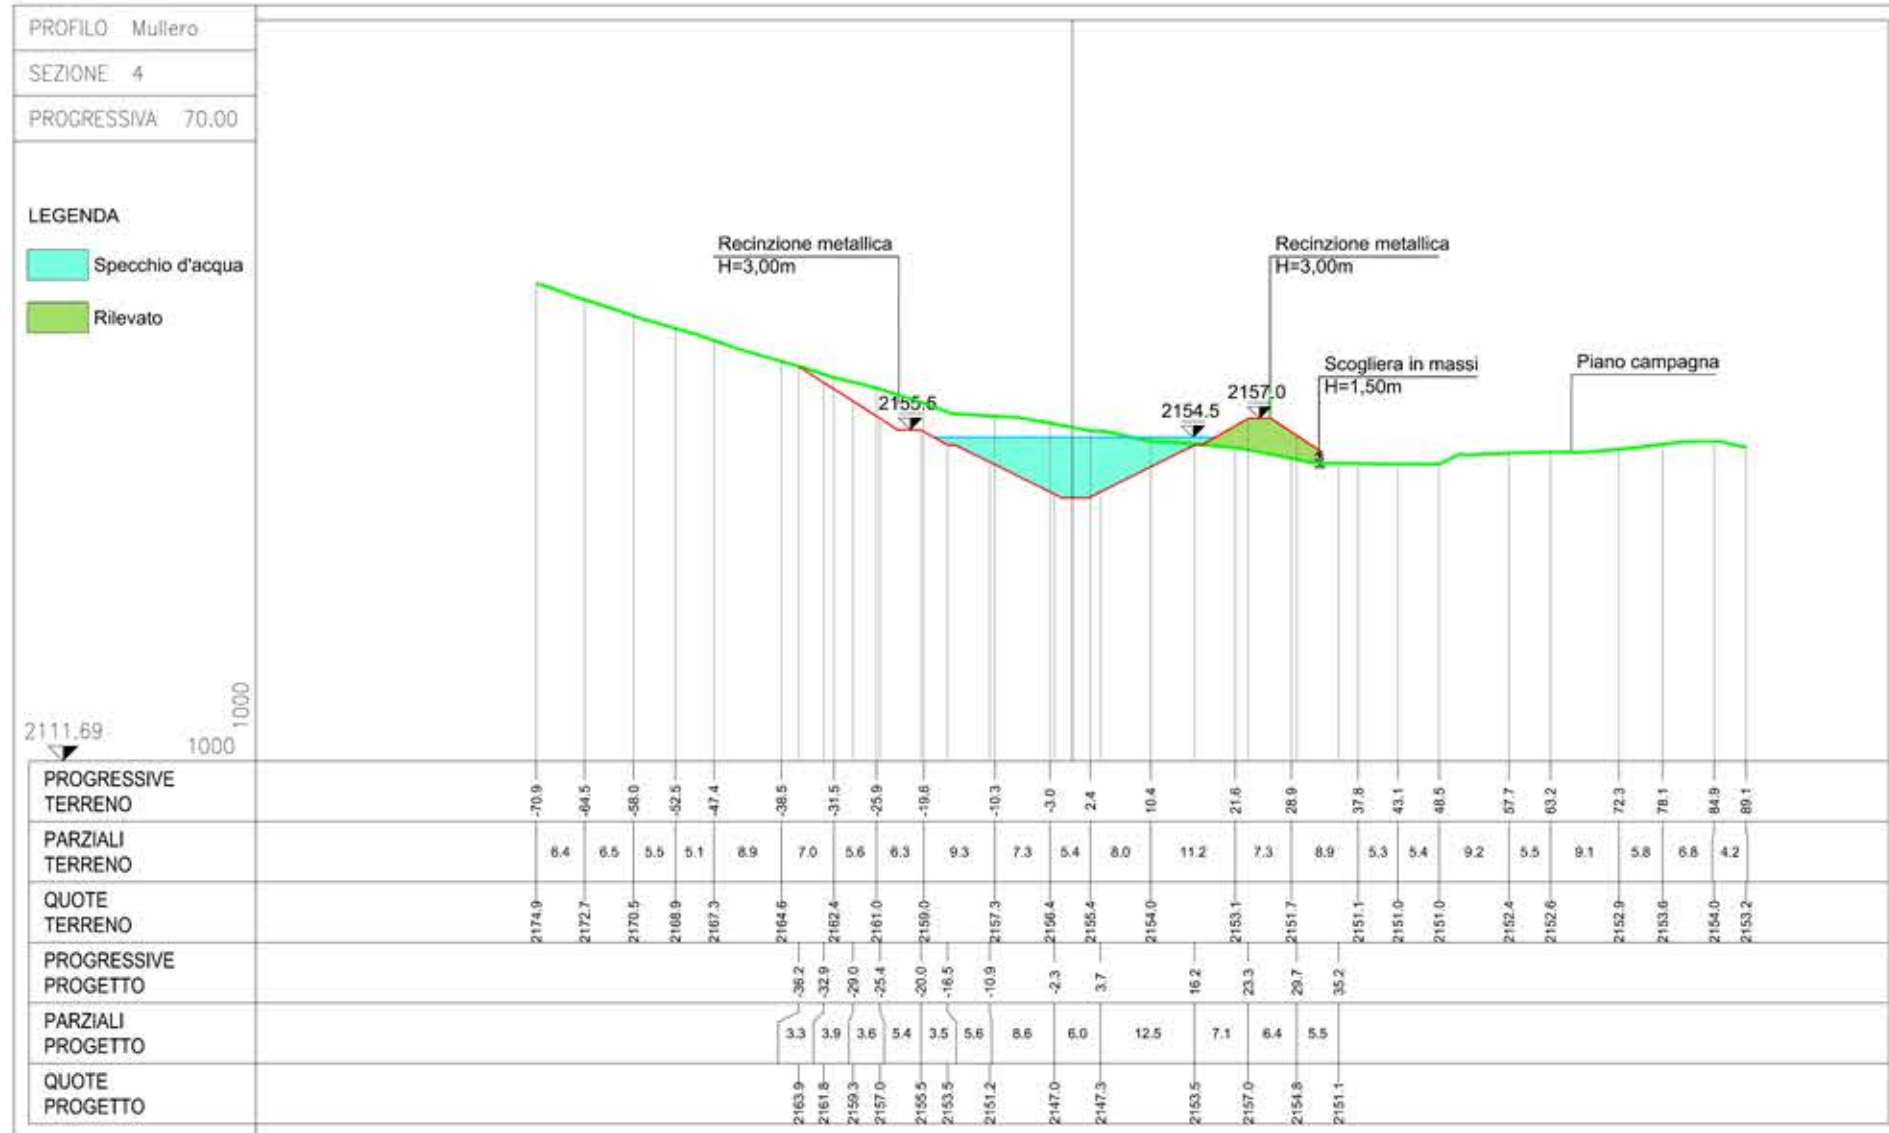 PROFILO Mullero
SEZIONE 4
PROGRESSIVA 70.00
LEGENDA
Specchio d'acqua
Rilevato
Recinzione metallica
H=3,00m
Recinzione metallica
H=3,00m
Scogliera in massi
H=1,50m
Piano campagna
2155.5
2154.5
2157.0
2111.69
1000
1000
PROGRESSIVE TERRENO
-70.9 -64.5 -58.0 -52.5 -47.4 -38.5 -31.5 -25.9 -19.6 -10.3 -3.0 2.4 10.4 21.6 28.9 37.8 43.1 48.5 57.7 63.2 72.3 78.1 84.9 89.1
PARZIALI TERRENO
6.4 6.5 5.5 5.1 8.9 7.0 5.6 6.3 9.3 7.3 5.4 8.0 11.2 7.3 8.9 5.3 5.4 9.2 5.5 9.1 5.8 6.8 4.2
QUOTE TERRENO
2174.9 2172.7 2170.5 2168.9 2167.3 2164.6 2162.4 2161.0 2159.0 2157.3 2156.4 2155.4 2154.0 2153.1 2151.7 2151.1 2151.0 2151.0 2152.4 2152.6 2152.9 2153.6 2154.0 2153.2
PROGRESSIVE PROGETTO
-36.2 -32.9 -29.0 -25.4 -20.0 -16.5 -10.9 -2.3 3.7 16.2 23.3 29.7 35.2
PARZIALI PROGETTO
3.3 3.9 3.6 5.4 3.5 5.6 8.6 6.0 12.5 7.1 6.4 5.5
QUOTE PROGETTO
2163.9 2161.8 2159.3 2157.0 2155.5 2153.5 2151.2 2147.0 2147.3 2153.5 2157.0 2154.8 2151.1